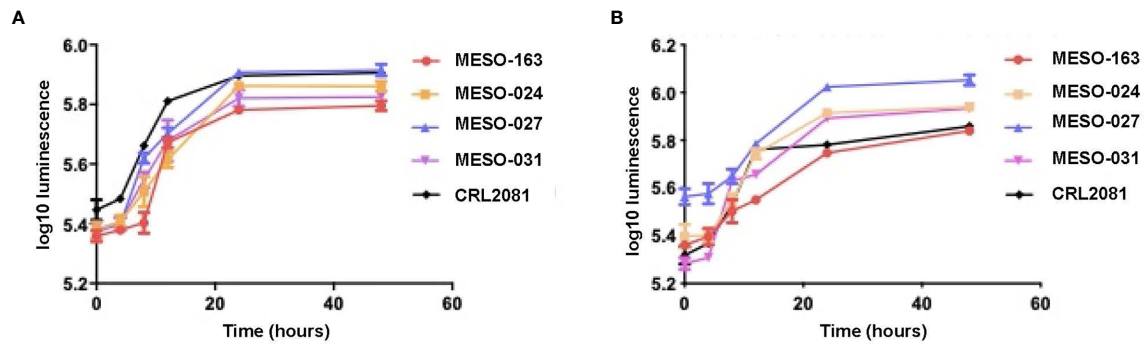 A
6.0
5.8
5.6
5.4
5.2
log10 luminescence
0
20
40
60
Time (hours)
MESO-163
MESO-024
MESO-027
MESO-031
CRL2081
B
6.2
6.0
5.8
5.6
5.4
5.2
log10 luminescence
0
20
40
60
Time (hours)
MESO-163
MESO-024
MESO-027
MESO-031
CRL2081